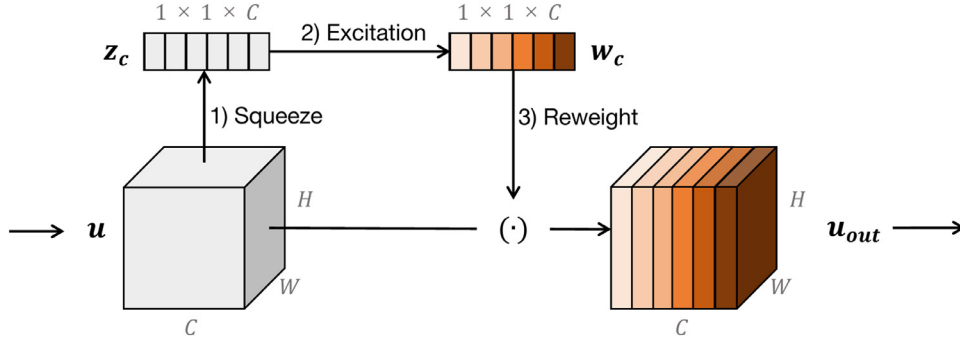 1 × 1 × C
1 × 1 × C
z_c
2) Excitation
w_c
1) Squeeze
3) Reweight
H
H
u
(·)
u_out
W
W
C
C